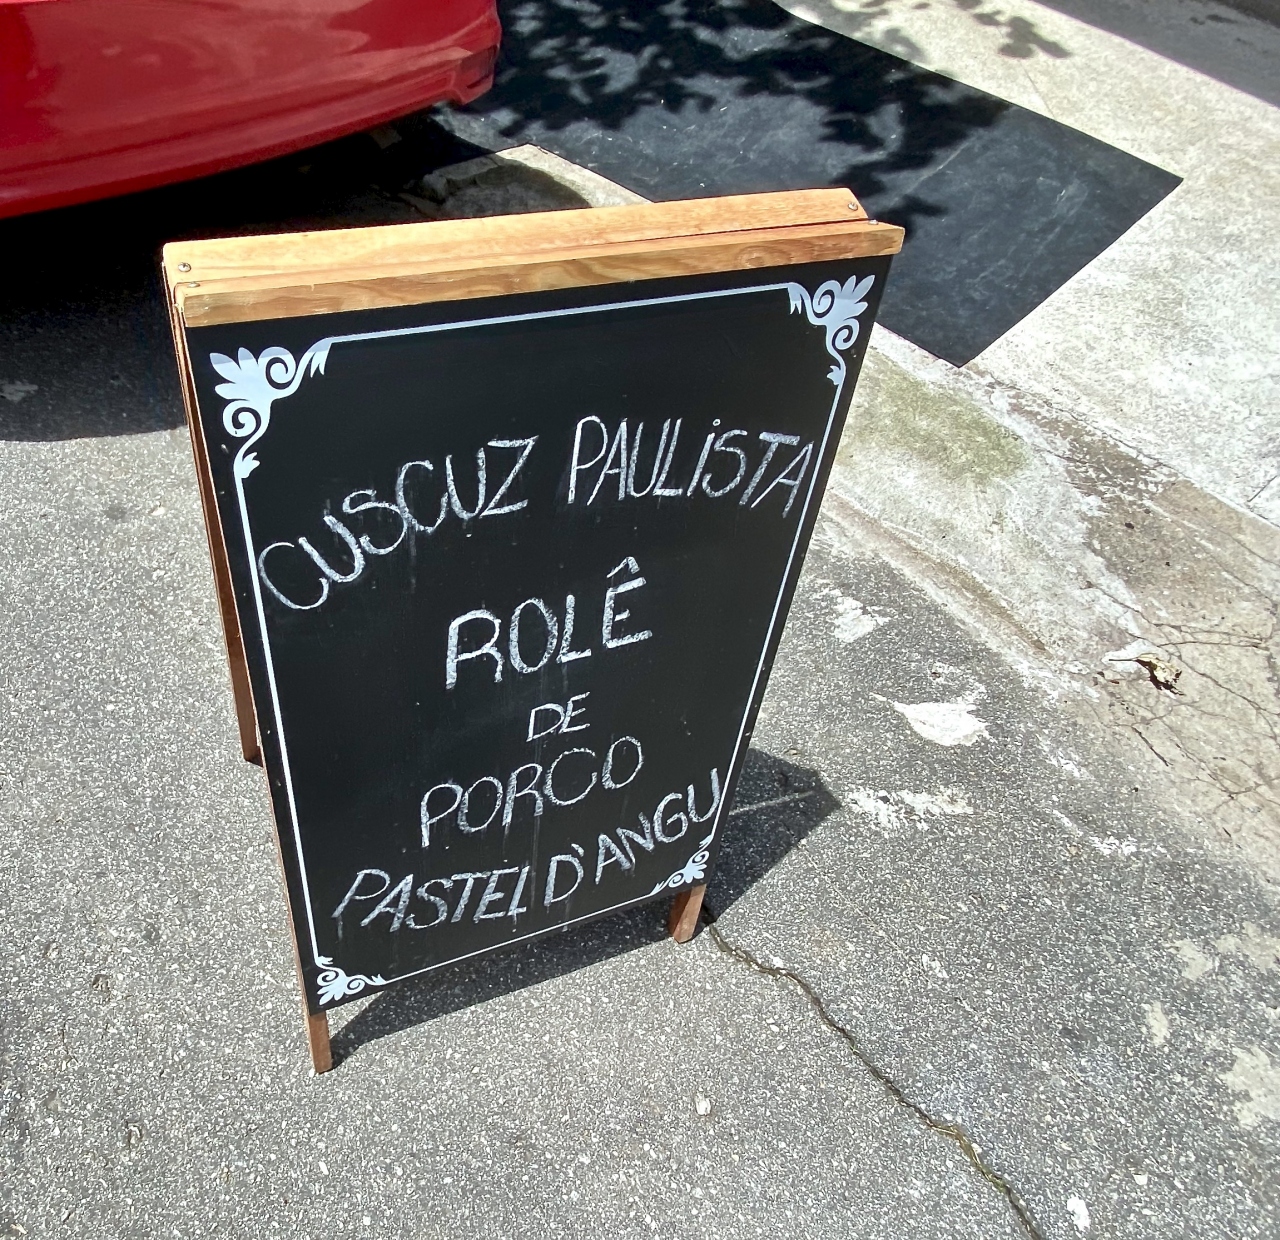 CUSCUZ PAULISTA
ROLÊ
DE
PORCO
PASTEL D'ANGU